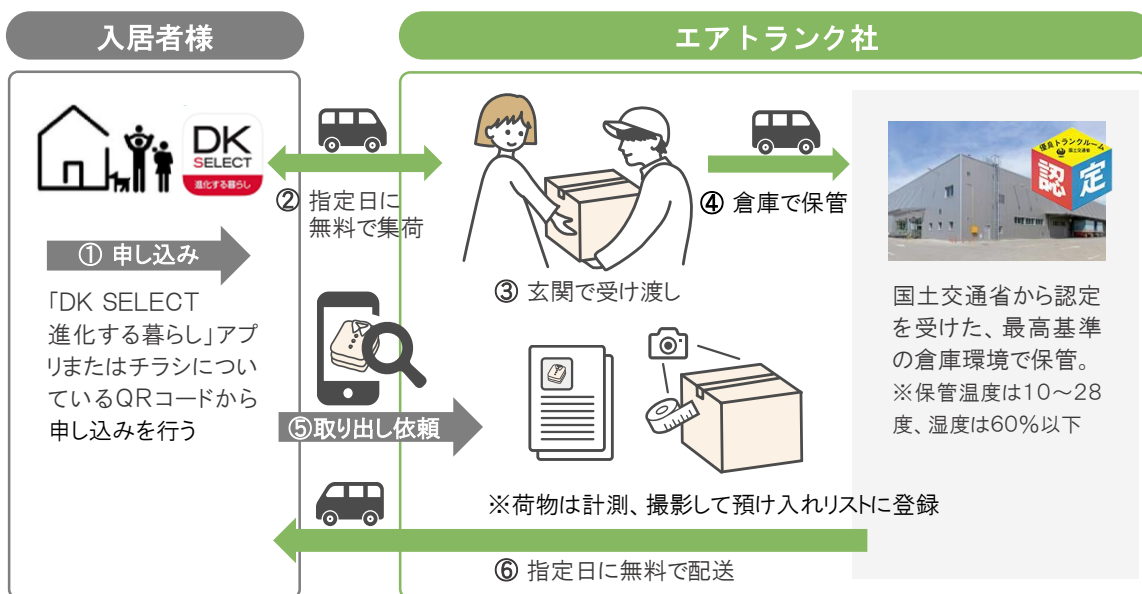 入居者様
エアトランク社
DK
SELECT
進化する暮らし
① 申し込み
「DK SELECT
進化する暮らし」アプ
リまたはチラシについ
ているQRコードから
申し込みを行う
② 指定日に
無料で集荷
③ 玄関で受け渡し
④ 倉庫で保管
優良トランクルーム
国土交通省
認定
国土交通省から認定
を受けた、最高基準
の倉庫環境で保管。
※保管温度は10～28
度、湿度は60%以下
⑤取り出し依頼
※荷物は計測、撮影して預け入れリストに登録
⑥ 指定日に無料で配送